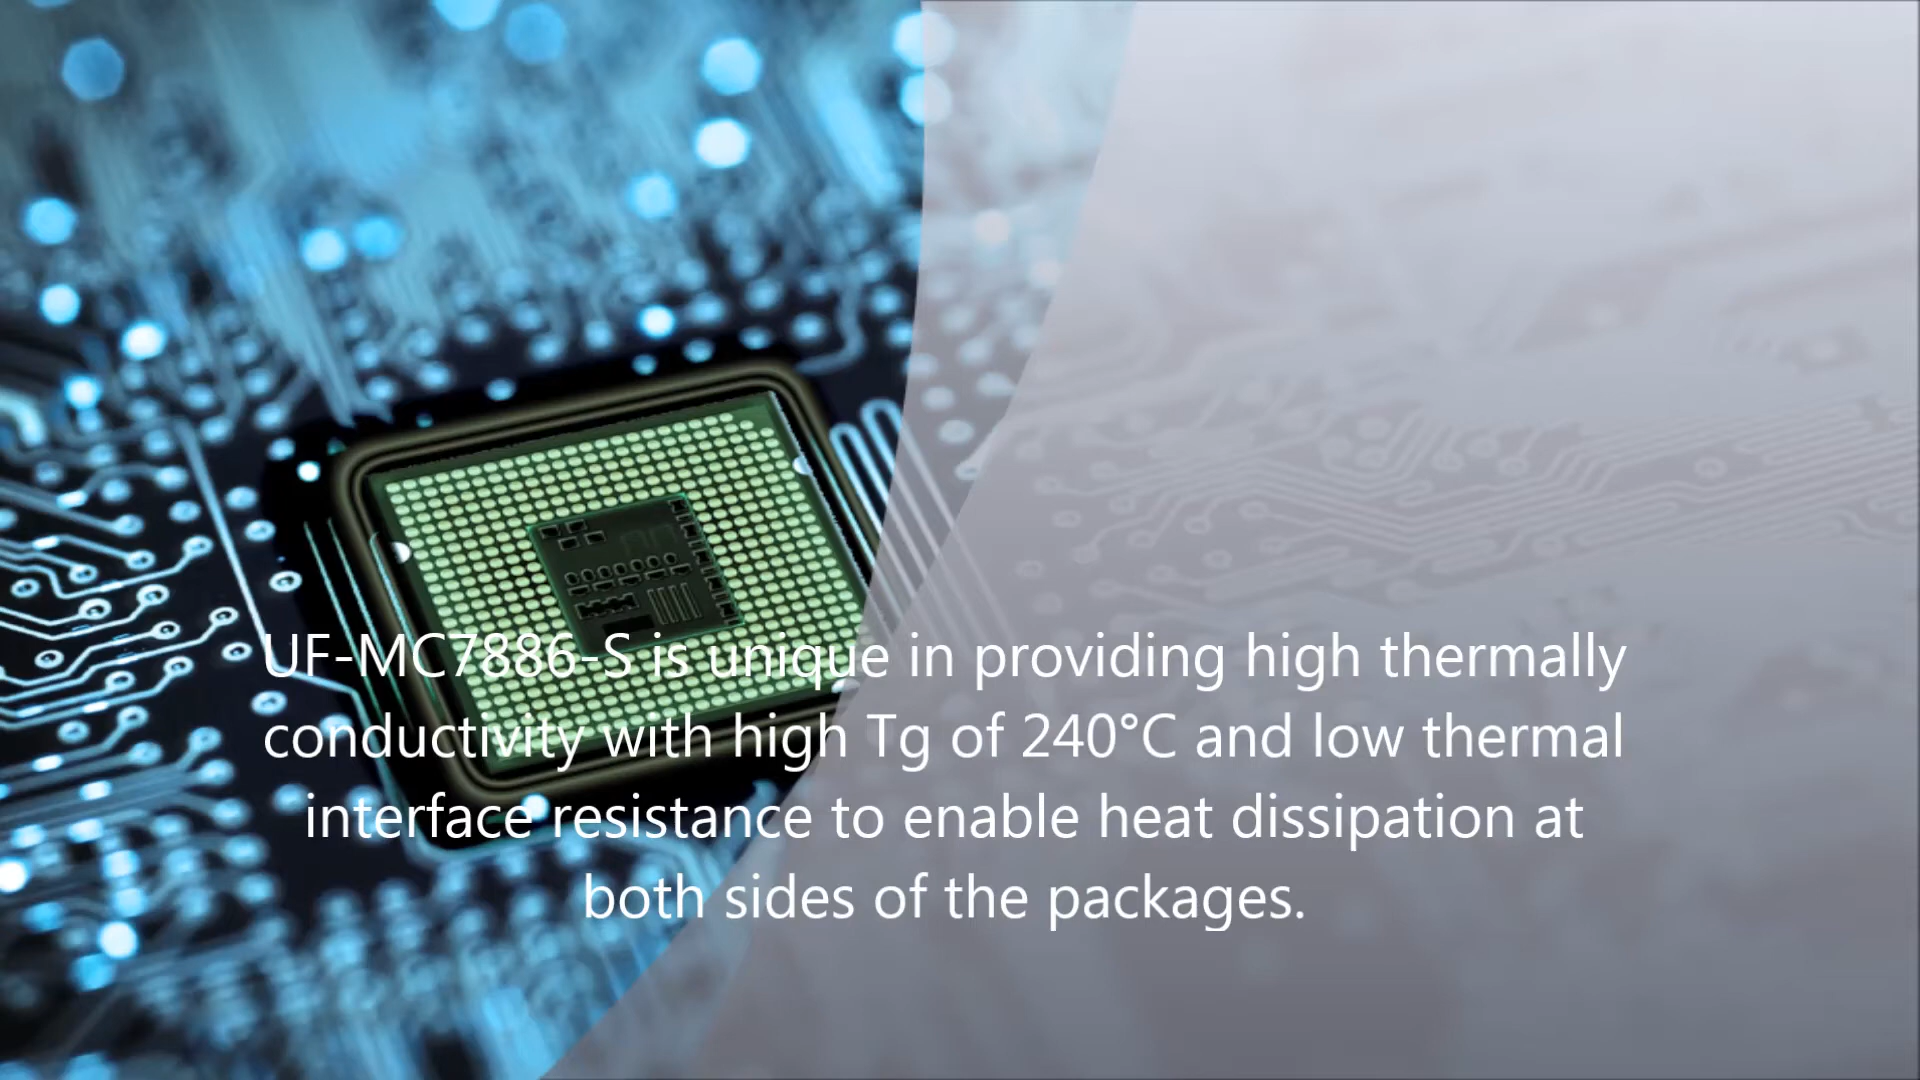 UF-MC7886-S is unique in providing high thermally
conductivity with high Tg of 240°C and low thermal
interface resistance to enable heat dissipation at
both sides of the packages.